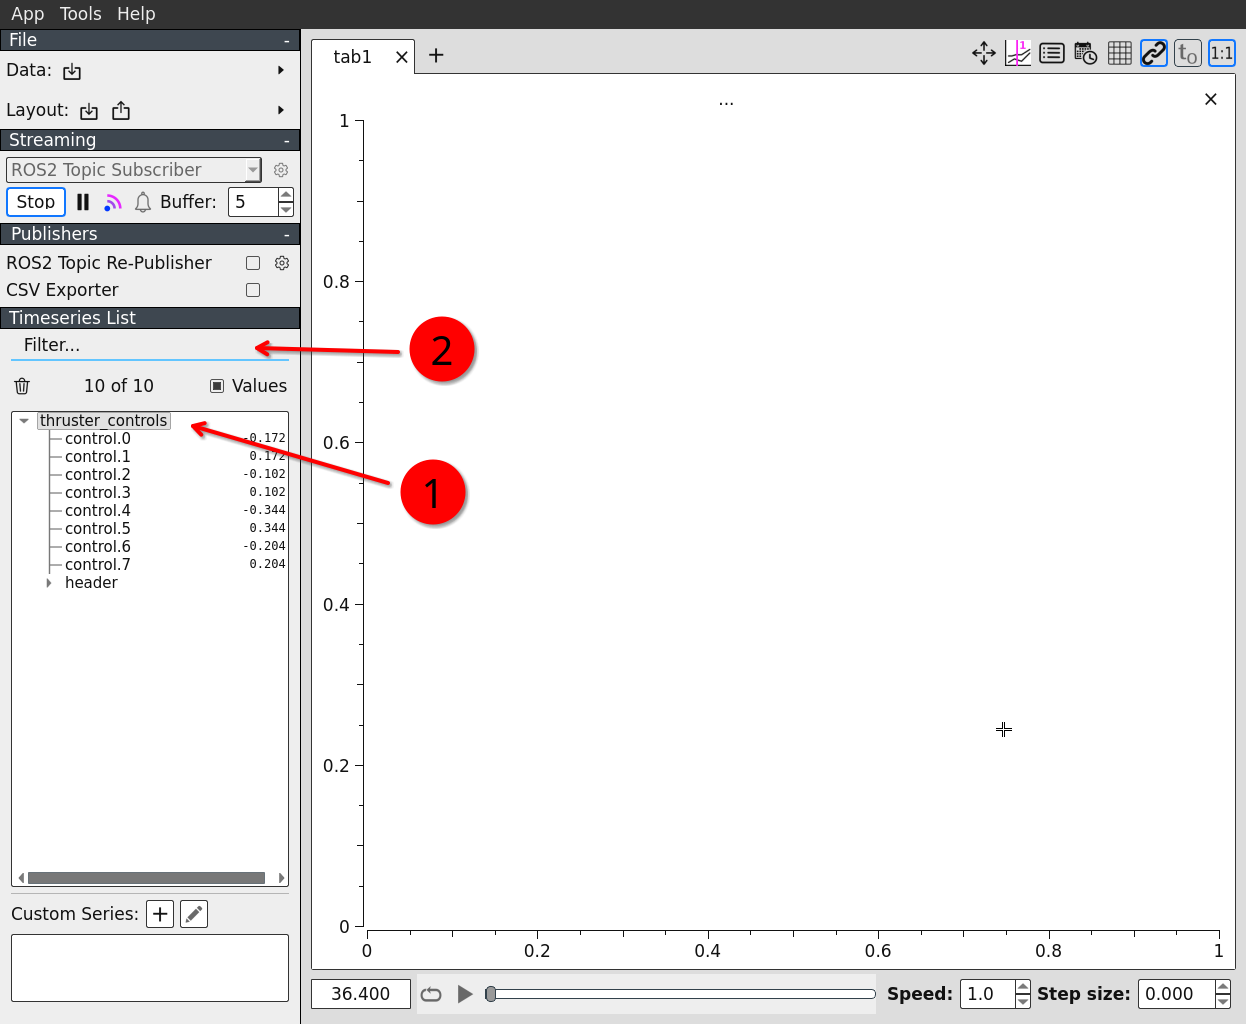 App Tools Help
File -
Data:
Layout:
Streaming -
ROS2 Topic Subscriber
Stop Buffer: 5
Publishers -
ROS2 Topic Re-Publisher
CSV Exporter
Timeseries List
Filter...
10 of 10 Values
thruster_controls
control.0 -0.172
control.1 0.172
control.2 -0.102
control.3 0.102
control.4 -0.344
control.5 0.344
control.6 -0.204
control.7 0.204
header
Custom Series:
tab1
1 t0 1:1
...
1
0.8
0.6
0.4
0.2
0
0 0.2 0.4 0.6 0.8 1
2
1
36.400 Speed: 1.0 Step size: 0.000